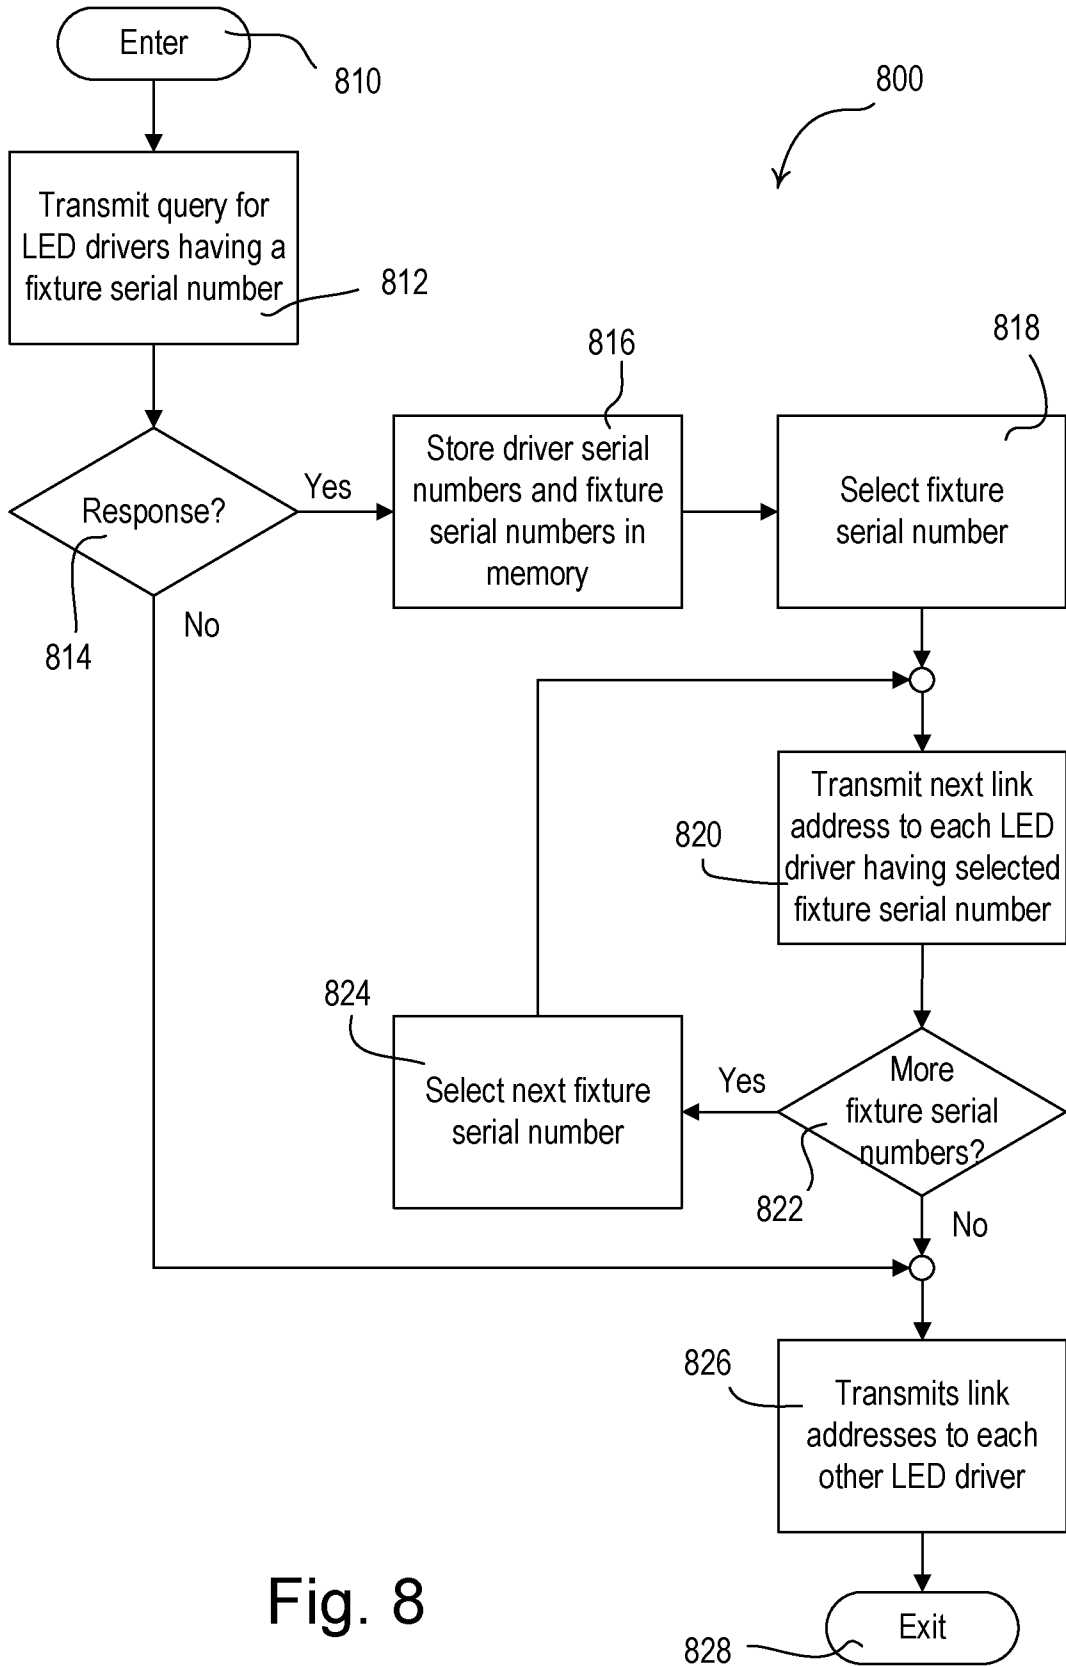 Enter
810
800
Transmit query for
LED drivers having a
fixture serial number
812
816
818
Store driver serial
numbers and fixture
serial numbers in
memory
Select fixture
serial number
Response?
Yes
814
No
Transmit next link
address to each LED
driver having selected
fixture serial number
820
824
Select next fixture
serial number
Yes
More
fixture serial
numbers?
822
No
826
Transmits link
addresses to each
other LED driver
Exit
828
Fig. 8